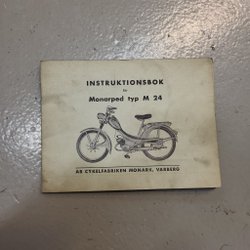 INSTRUKTIONSBOK
för
Monarped typ M 24
AB CYKELFABRIKEN MONARK, VARBERG